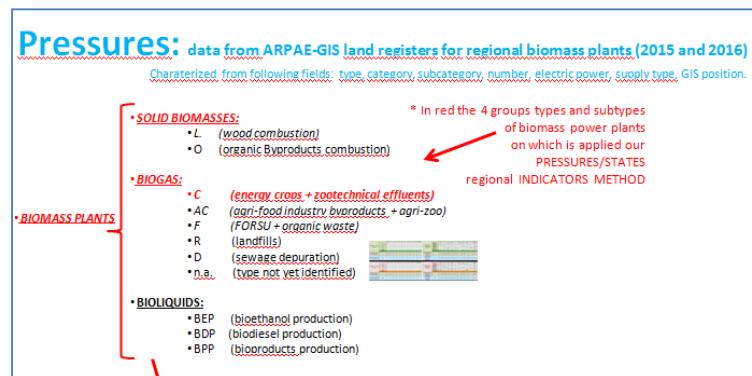 Pressures: data from ARPAE-GIS land registers for regional biomass plants (2015 and 2016)
Charaterized from following fields: type, category, subcategory, number, electric power, supply type, GIS position.
• SOLID BIOMASSES:
• L (wood combustion)
• O (organic Byproducts combustion)
* In red the 4 groups types and subtypes
of biomass power plants
on which is applied our
PRESSURES/STATES
regional INDICATORS METHOD
• BIOMASS PLANTS
• BIOGAS:
• C (energy crops + zootechnical effluents)
• AC (agri-food industry byproducts + agri-zoo)
• F (FORSU + organic waste)
• R (landfills)
• D (sewage depuration)
• n.a. (type not yet identified)
• BIOLIQUIDS:
• BEP (bioethanol production)
• BDP (biodiesel production)
• BPP (bioproducts production)